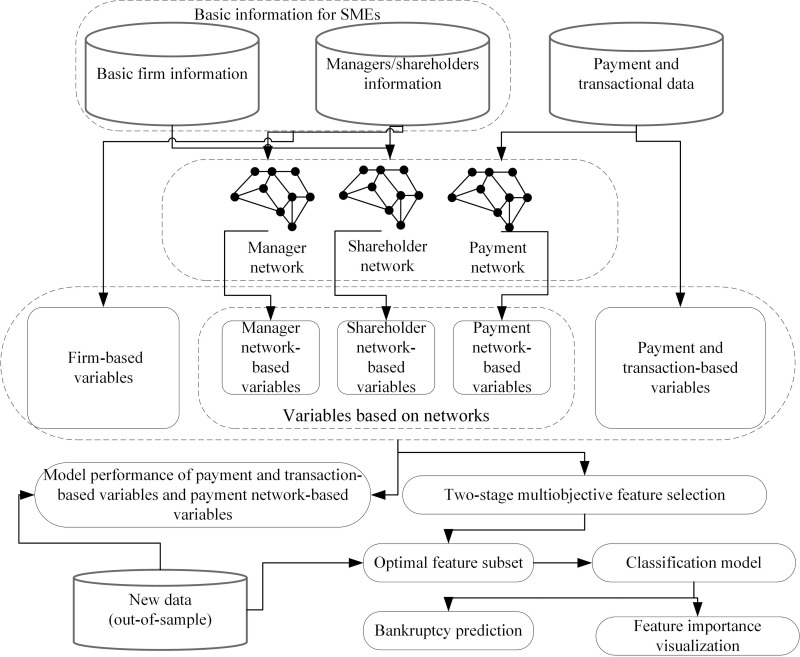 Basic information for SMEs
Basic firm information
Managers/shareholders
information
Payment and
transactional data
Manager
network
Shareholder
network
Payment
network
Firm-based
variables
Manager
network-
based
variables
Shareholder
network-
based
variables
Payment
network-
based
variables
Variables based on networks
Payment and
transaction-based
variables
Model performance of payment and transaction-
based variables and payment network-based
variables
Two-stage multiobjective feature selection
Optimal feature subset
Classification model
New data
(out-of-sample)
Bankruptcy prediction
Feature importance
visualization